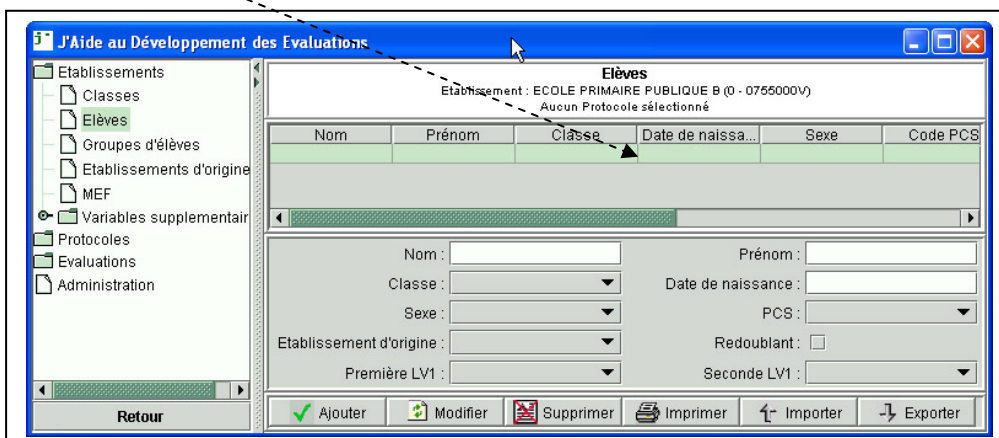 J'Aide au Développement des Evaluations
Etablissements
Classes
Elèves
Groupes d'élèves
Etablissements d'origine
MEF
Variables supplementair
Protocoles
Evaluations
Administration
Retour
Elèves
Etablissement : ECOLE PRIMAIRE PUBLIQUE B (0 - 0755000V)
Aucun Protocole sélectionné
Nom Prénom Classe Date de naissa... Sexe Code PCS
Nom : Prénom :
Classe : Date de naissance :
Sexe : PCS :
Etablissement d'origine : Redoublant :
Première LV1 : Seconde LV1 :
Ajouter Modifier Supprimer Imprimer Importer Exporter